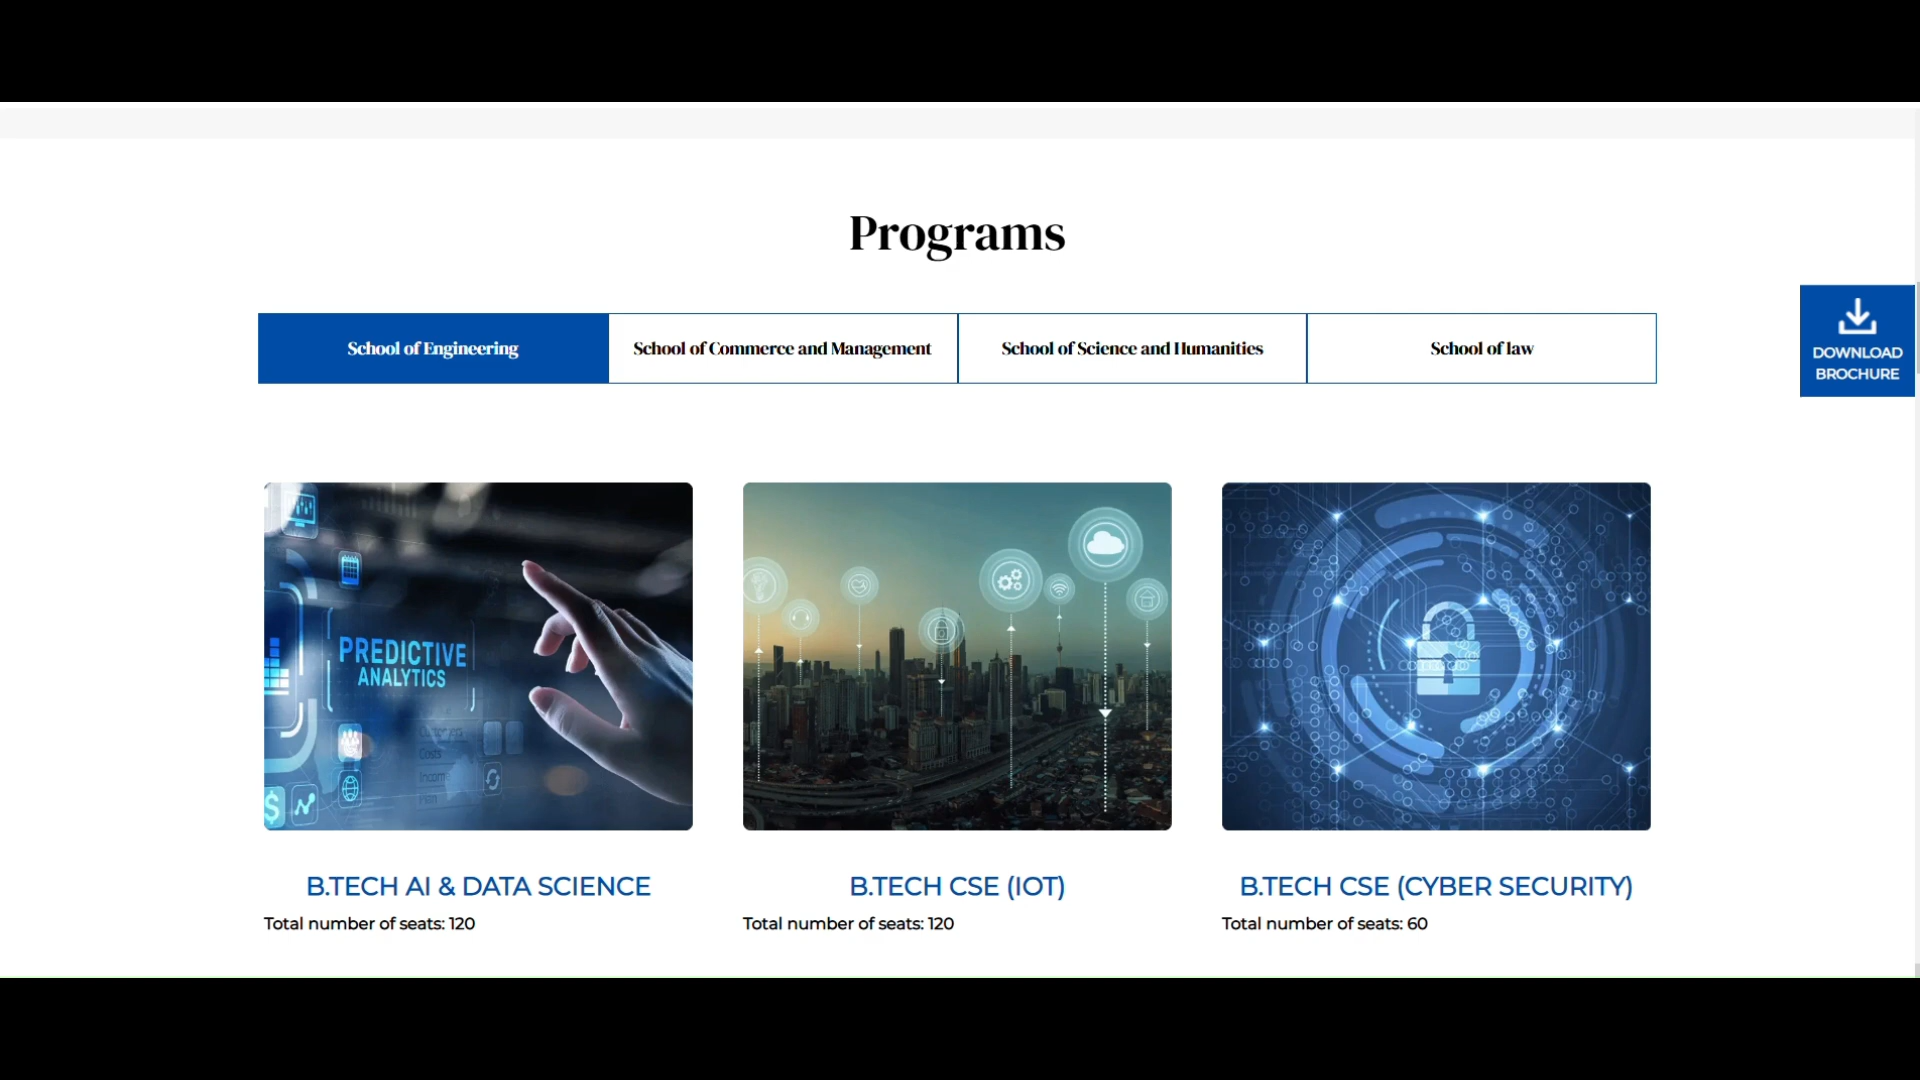 Programs
School of Engineering
School of Commerce and Management
School of Science and Humanities
School of law
DOWNLOAD
BROCHURE
PREDICTIVE
ANALYTICS
Costs
Income
B.TECH AI & DATA SCIENCE
Total number of seats: 120
B.TECH CSE (IOT)
Total number of seats: 120
B.TECH CSE (CYBER SECURITY)
Total number of seats: 60